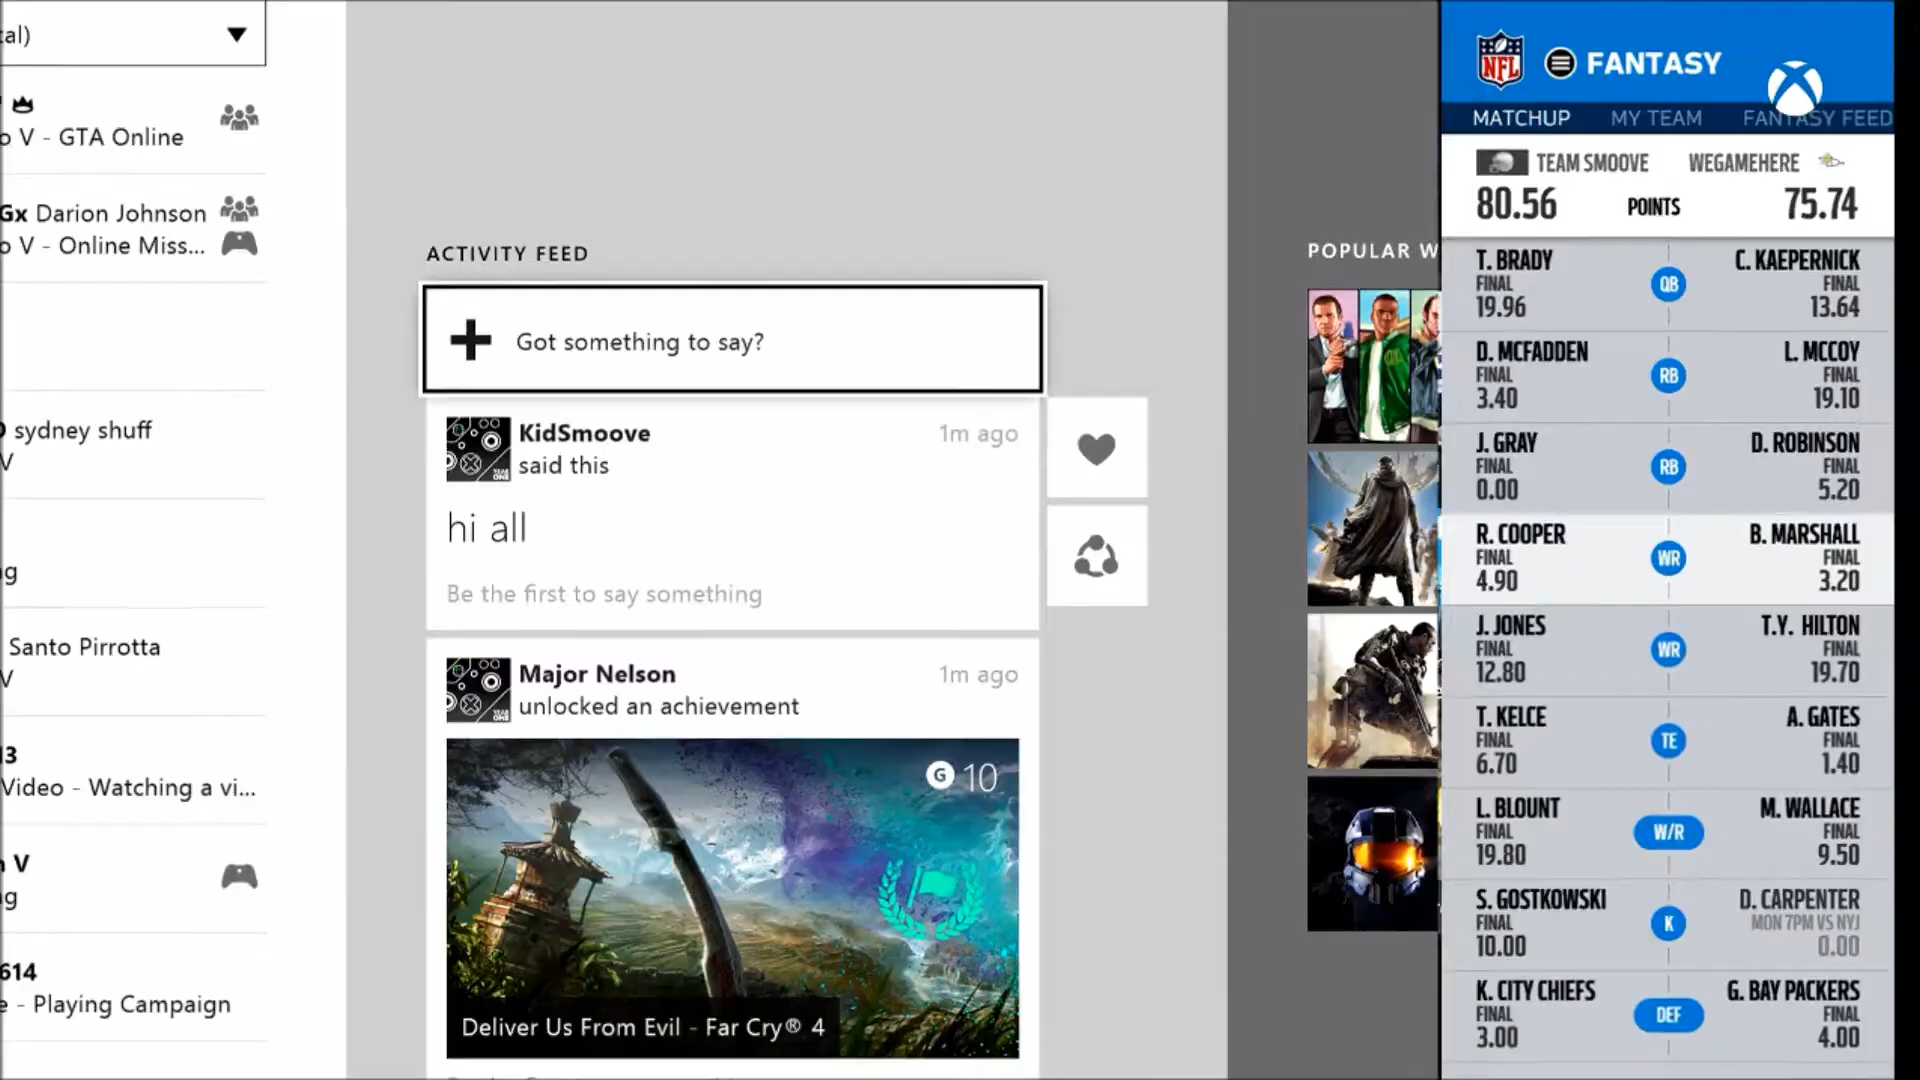 al)
o V - GTA Online
Gx Darion Johnson
o V - Online Miss...
sydney shuff
V
ng
Santo Pirrotta
V
13
Video - Watching a vi...
n V
ng
614
e - Playing Campaign
ACTIVITY FEED
Got something to say?
KidSmoove 1m ago
said this
hi all
Be the first to say something
Major Nelson 1m ago
unlocked an achievement
G 10
Deliver Us From Evil - Far Cry® 4
POPULAR W
NFL FANTASY
MATCHUP MY TEAM FANTASY FEED
TEAM SMOOVE WEGAMEHERE
80.56 POINTS 75.74
T. BRADY C. KAEPERNICK
FINAL QB FINAL
19.96 13.64
D. MCFADDEN L. MCCOY
FINAL RB FINAL
3.40 19.10
J. GRAY D. ROBINSON
FINAL RB FINAL
0.00 5.20
R. COOPER B. MARSHALL
FINAL WR FINAL
4.90 3.20
J. JONES T.Y. HILTON
FINAL WR FINAL
12.80 19.70
T. KELCE A. GATES
FINAL TE FINAL
6.70 1.40
L. BLOUNT M. WALLACE
FINAL W/R FINAL
19.80 9.50
S. GOSTKOWSKI D. CARPENTER
FINAL K MON 7PM VS NYJ
10.00 0.00
K. CITY CHIEFS G. BAY PACKERS
FINAL DEF FINAL
3.00 4.00